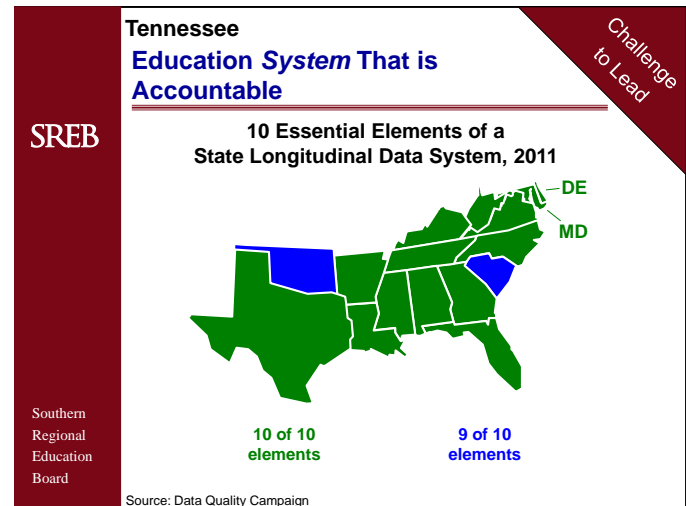 Tennessee
Education System That is
Accountable
Challenge
to Lead
SREB
10 Essential Elements of a
State Longitudinal Data System, 2011
DE
MD
10 of 10
elements
9 of 10
elements
Southern
Regional
Education
Board
Source: Data Quality Campaign